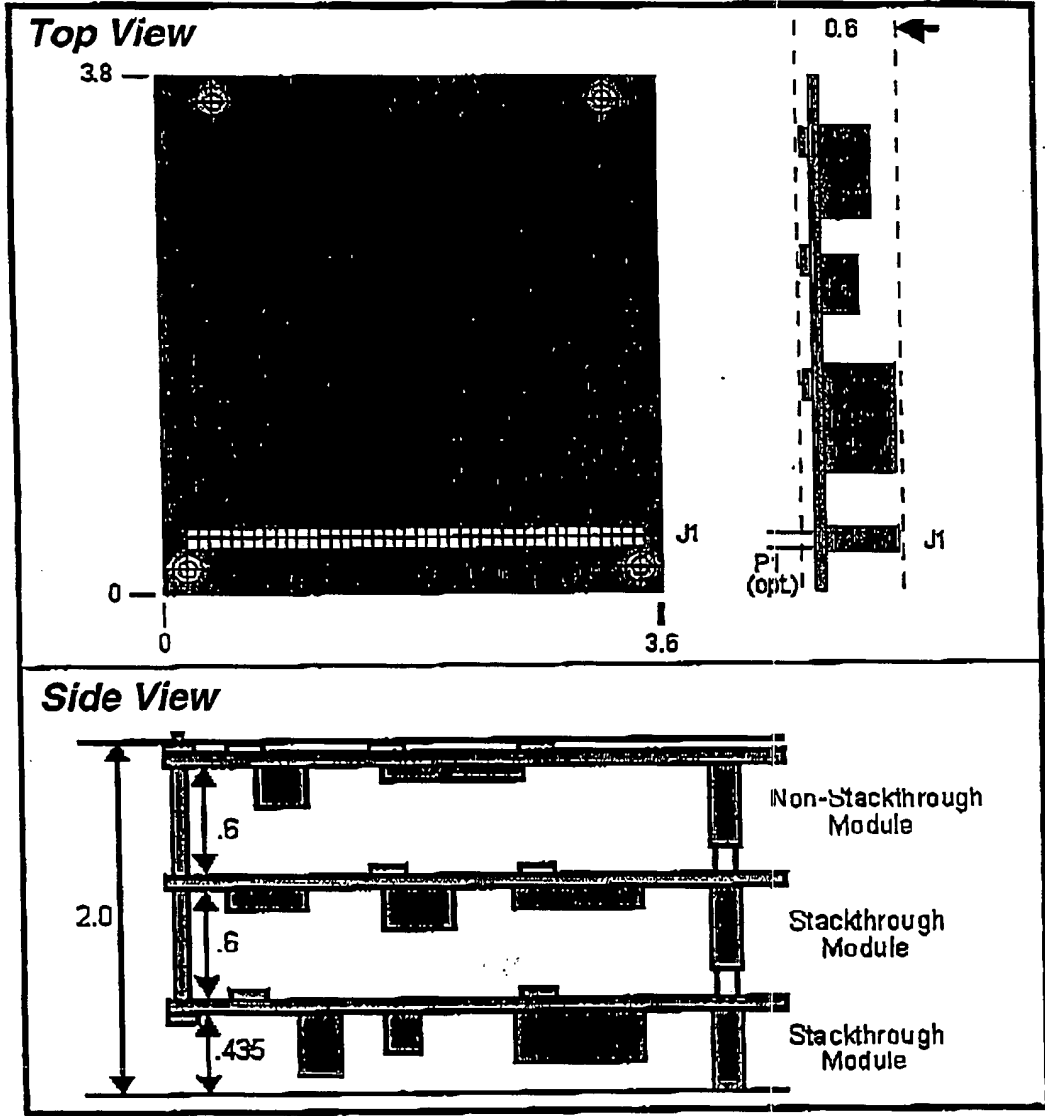 Top View
3.8
0.6
J1
J1
P1
(opt)
0
0
3.6
Side View
Non-Stackthrough
Module
.6
2.0
Stackthrough
Module
.6
Stackthrough
Module
.435